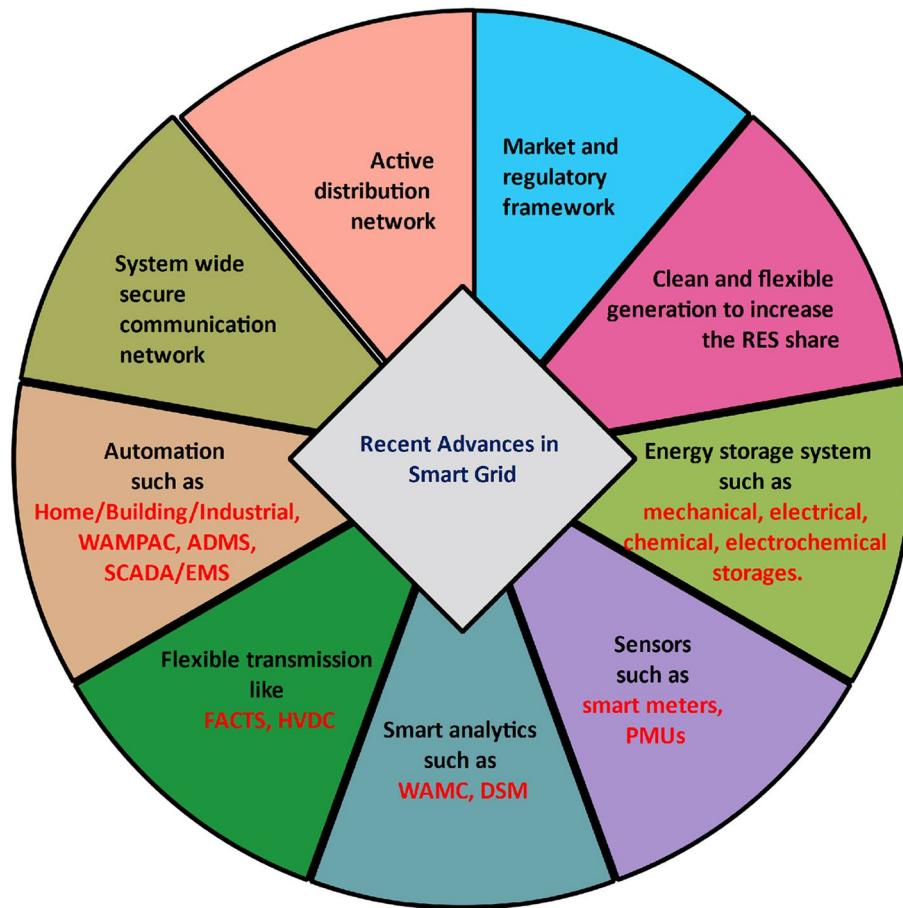 Market and
regulatory
framework
Clean and flexible
generation to increase
the RES share
Energy storage system
such as
mechanical, electrical,
chemical, electrochemical
storages.
Sensors
such as
smart meters,
PMUs
Smart analytics
such as
WAMC, DSM
Flexible transmission
like
FACTS, HVDC
Automation
such as
Home/Building/Industrial,
WAMPAC, ADMS,
SCADA/EMS
System wide
secure
communication
network
Active
distribution
network
Recent Advances in
Smart Grid